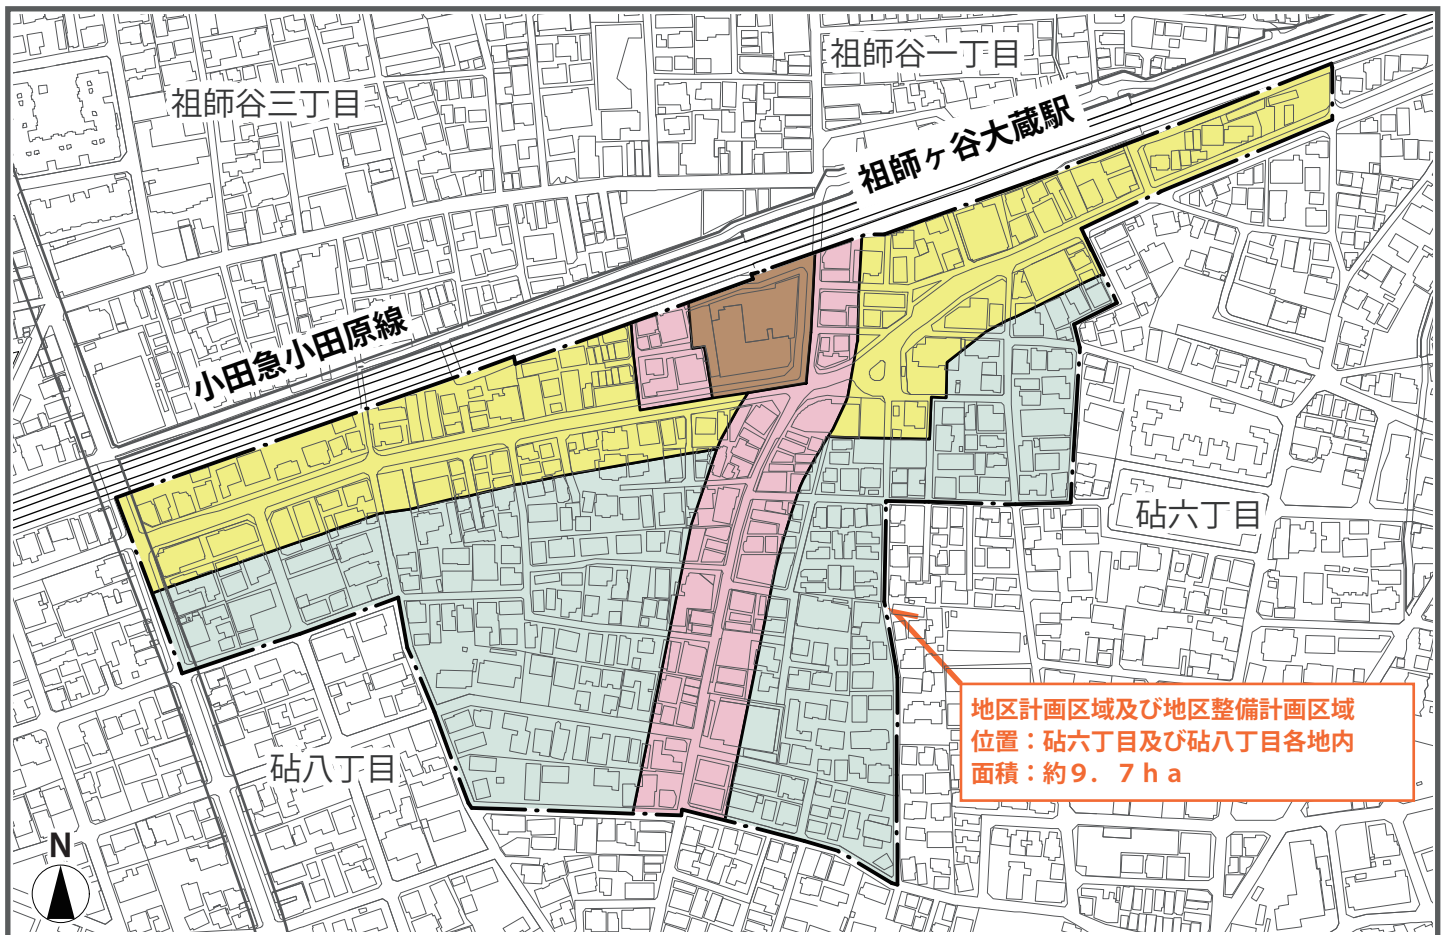 祖師谷一丁目
祖師谷三丁目
祖師ヶ谷大蔵駅
小田急小田原線
砧六丁目
地区計画区域及び地区整備計画区域
位置：砧六丁目及び砧八丁目各地内
面積：約９．７ｈａ
砧八丁目
N